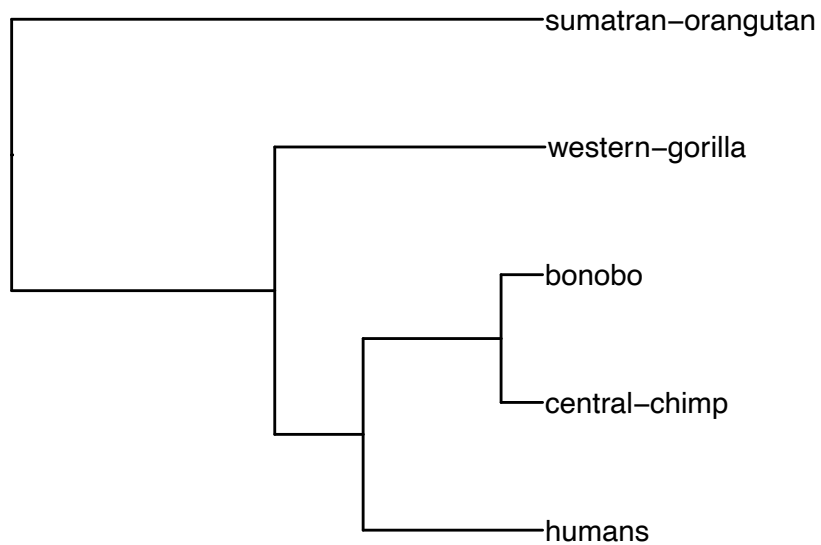 sumatran−orangutan
western−gorilla
bonobo
central−chimp
humans